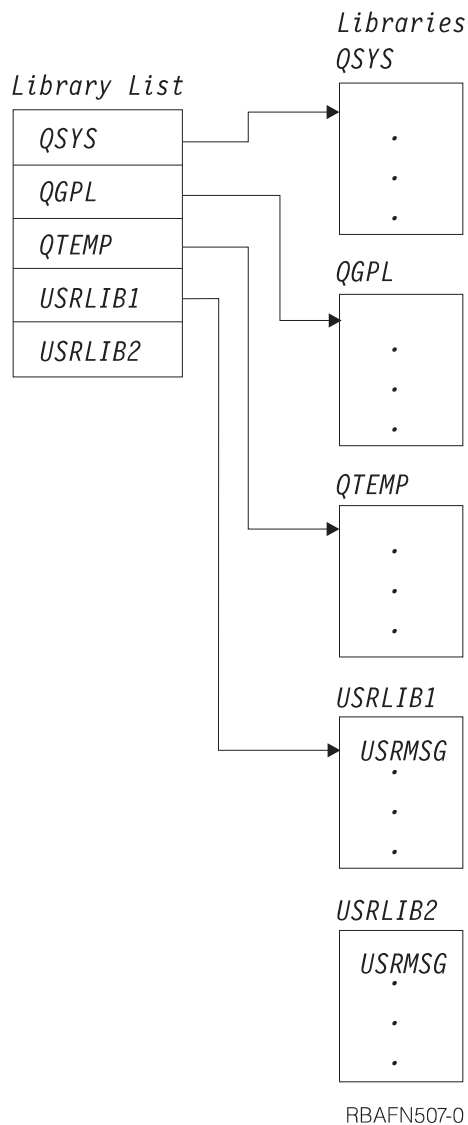 Library List
QSYS
QGPL
QTEMP
USRLIB1
USRLIB2
Libraries
QSYS
.
.
.
QGPL
.
.
.
QTEMP
.
.
.
USRLIB1
USRMSG
.
.
.
USRLIB2
USRMSG
.
.
.
RBAFN507-0